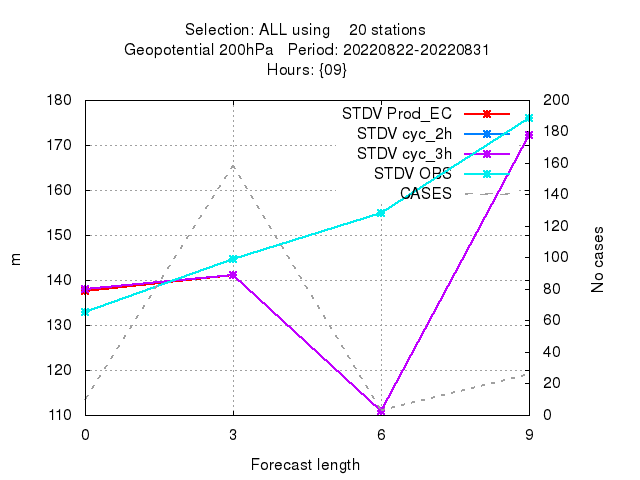 Selection: ALL using 20 stations
Geopotential 200hPa Period: 20220822-20220831
Hours: {09}
180
170
160
150
140
130
120
110
m
200
180
160
140
120
100
80
60
40
20
0
No cases
STDV Prod_EC
STDV cyc_2h
STDV cyc_3h
STDV OBS
CASES
0 3 6 9
Forecast length